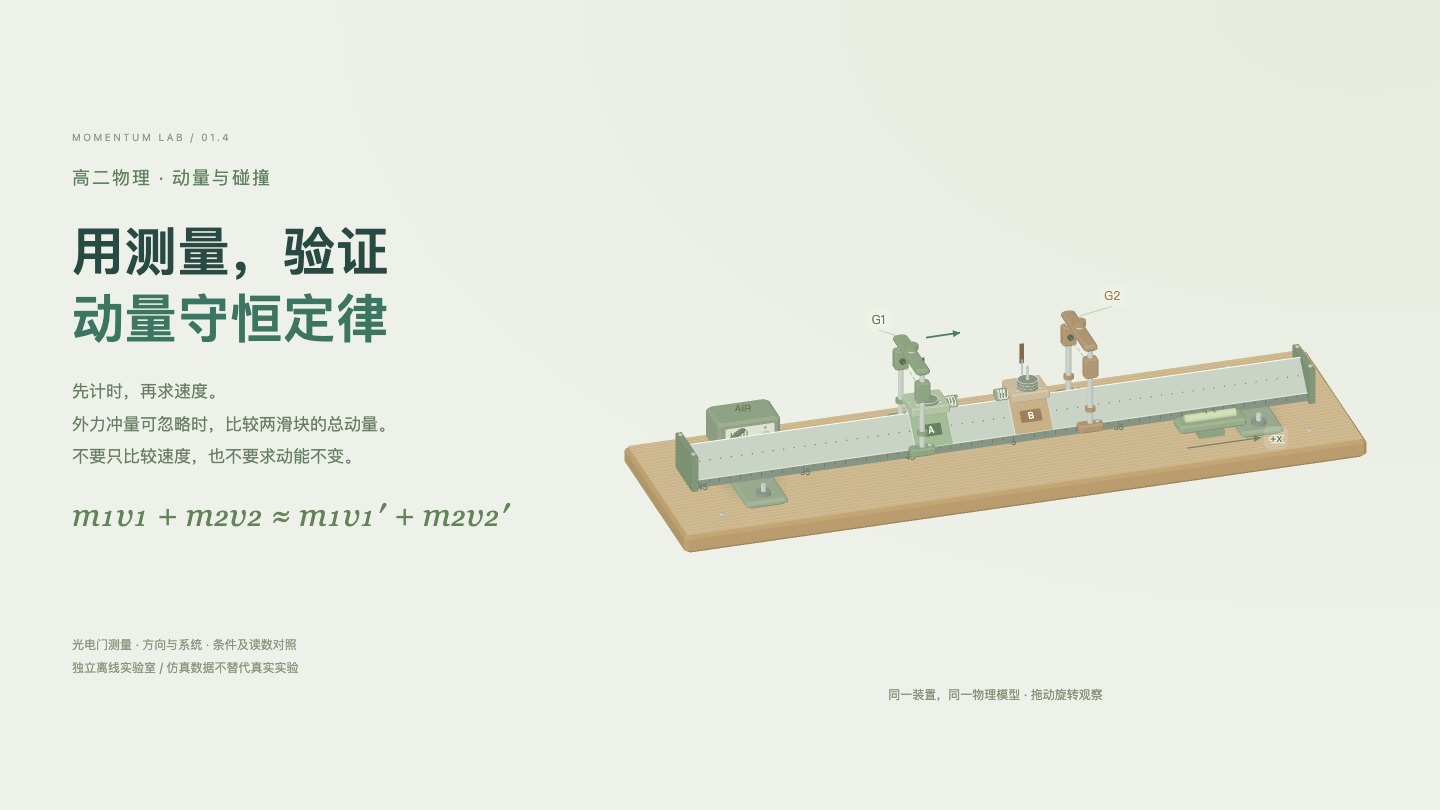 MOMENTUM LAB / 01.4
高二物理 · 动量与碰撞
用测量，验证
动量守恒定律
先计时，再求速度。
外力冲量可忽略时，比较两滑块的总动量。
不要只比较速度，也不要求动能不变。
m1v1 + m2v2 ≈ m1v1′ + m2v2′
光电门测量 · 方向与系统 · 条件及读数对照
独立离线实验室 / 仿真数据不替代真实实验
G1
G2
AIR
A
B
+x
同一装置，同一物理模型 · 拖动旋转观察